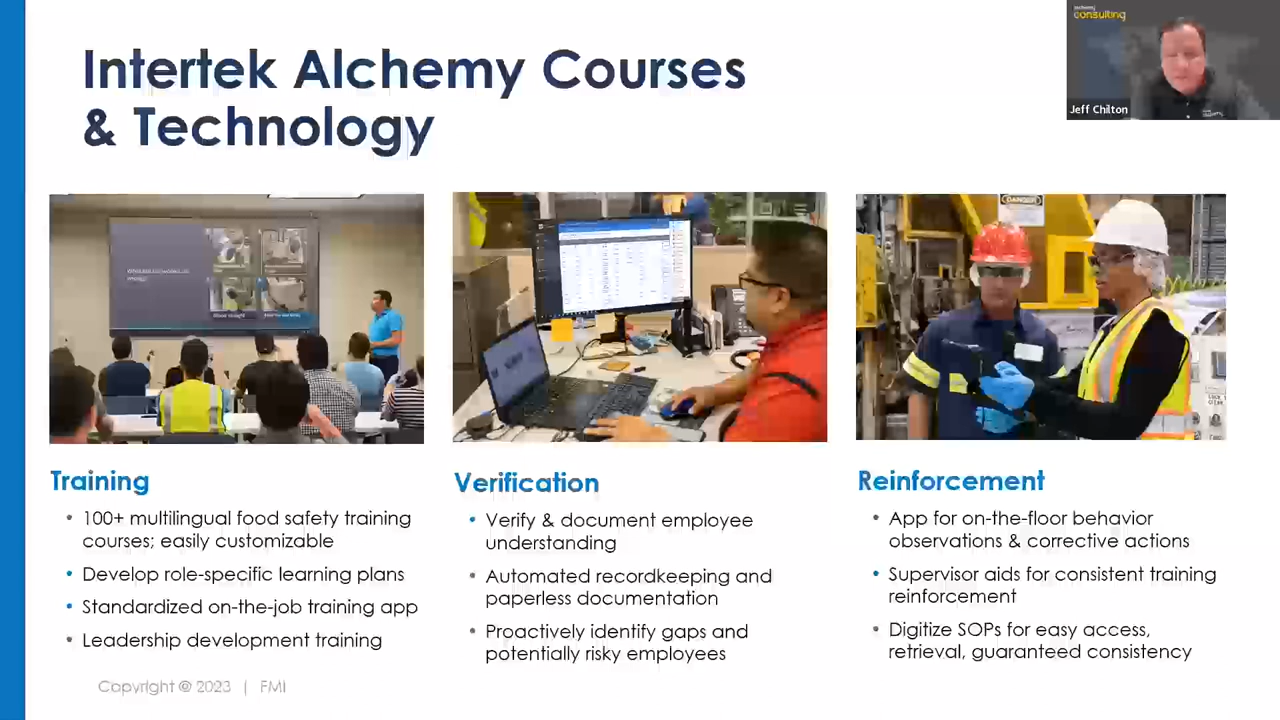 Intertek Alchemy Courses
& Technology
consulting
Jeff Chilton
DANGER
Training
• 100+ multilingual food safety training
courses; easily customizable
• Develop role-specific learning plans
• Standardized on-the-job training app
• Leadership development training
Verification
• Verify & document employee
understanding
• Automated recordkeeping and
paperless documentation
• Proactively identify gaps and
potentially risky employees
Reinforcement
• App for on-the-floor behavior
observations & corrective actions
• Supervisor aids for consistent training
reinforcement
• Digitize SOPs for easy access,
retrieval, guaranteed consistency
Copyright @ 2023 | FMI